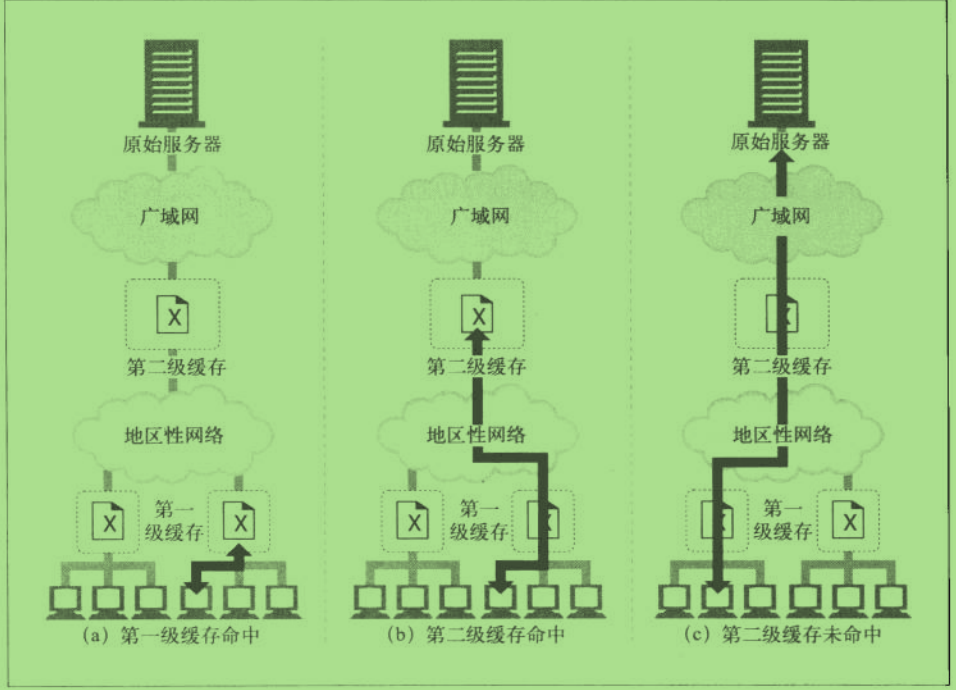 原始服务器
广域网
X
第二级缓存
地区性网络
X
第一
级缓存
X
(a) 第一级缓存命中
原始服务器
广域网
X
第二级缓存
地区性网络
X
第一
级缓存
X
(b) 第二级缓存命中
原始服务器
广域网
X
第二级缓存
地区性网络
X
第一
级缓存
X
(c) 第二级缓存未命中